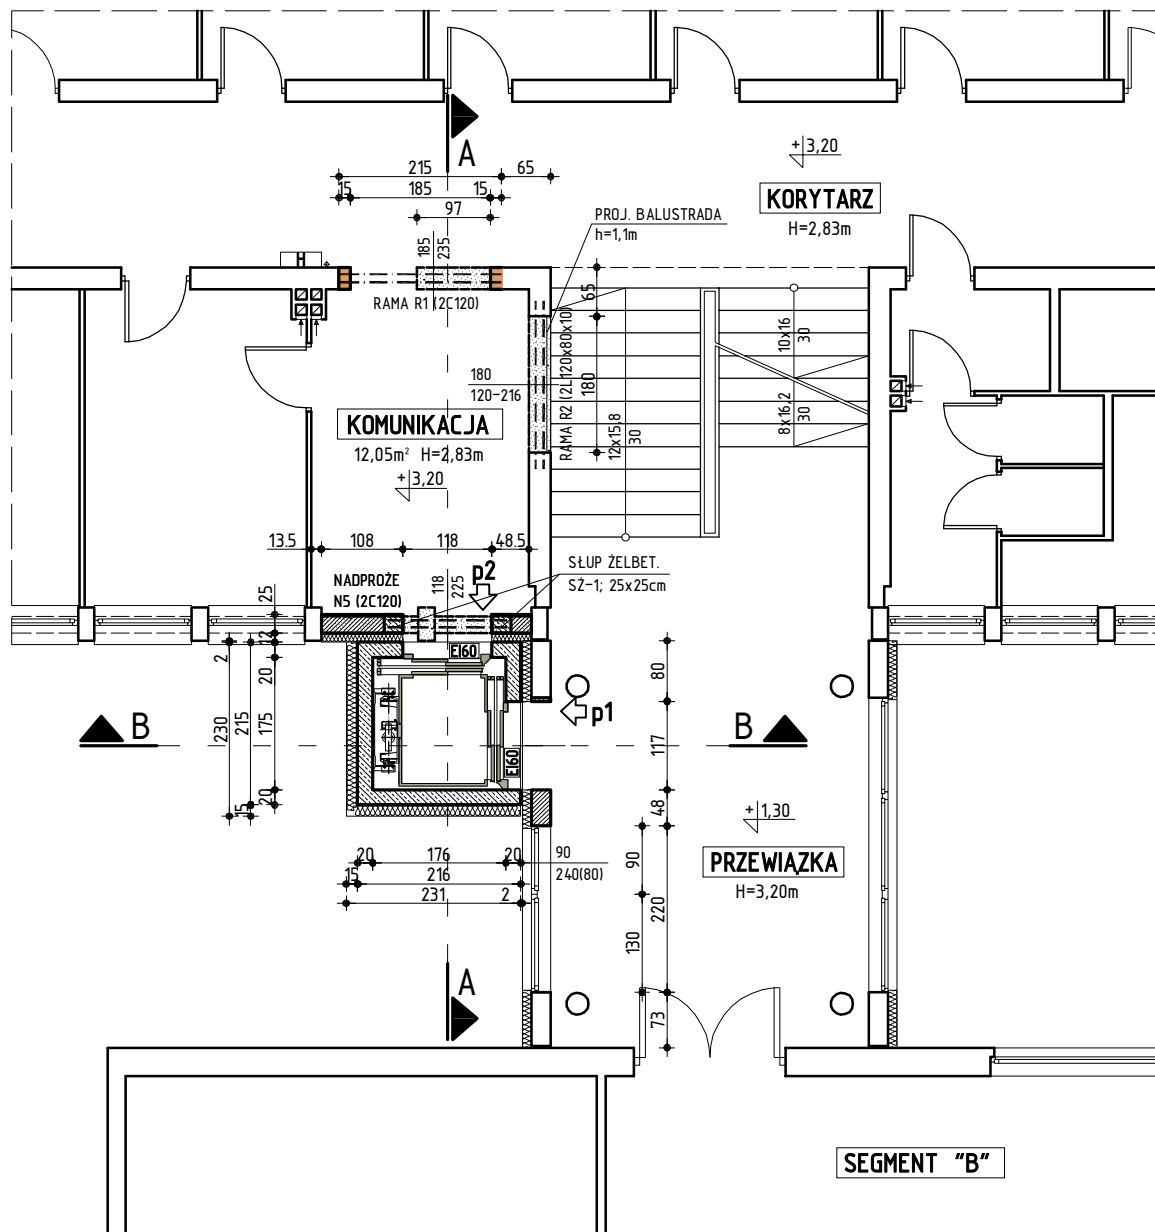 A
+3,20
KORYTARZ
H=2,83m
215
65
15
185
15
97
185
235
PROJ. BALUSTRADA
h=1,1m
H
RAMA R1 (2C120)
65
180
RAMA R2 (2L120x80x10)
180
120-216
12x15,8
30
10x16
30
8x16,2
30
KOMUNIKACJA
12,05m² H=2,83m
+3,20
13.5
108
118
48.5
SŁUP ŻELBET.
SŻ-1; 25x25cm
NADPROŻE
N5 (2C120)
118
225
p2
25
12
2
20
230
215
175
20
15
EI60
EI60
p1
B
B
80
117
48
+1,30
PRZEWIĄZKA
H=3,20m
90
220
130
73
20
176
20
90
240(80)
15
216
231
2
A
SEGMENT "B"